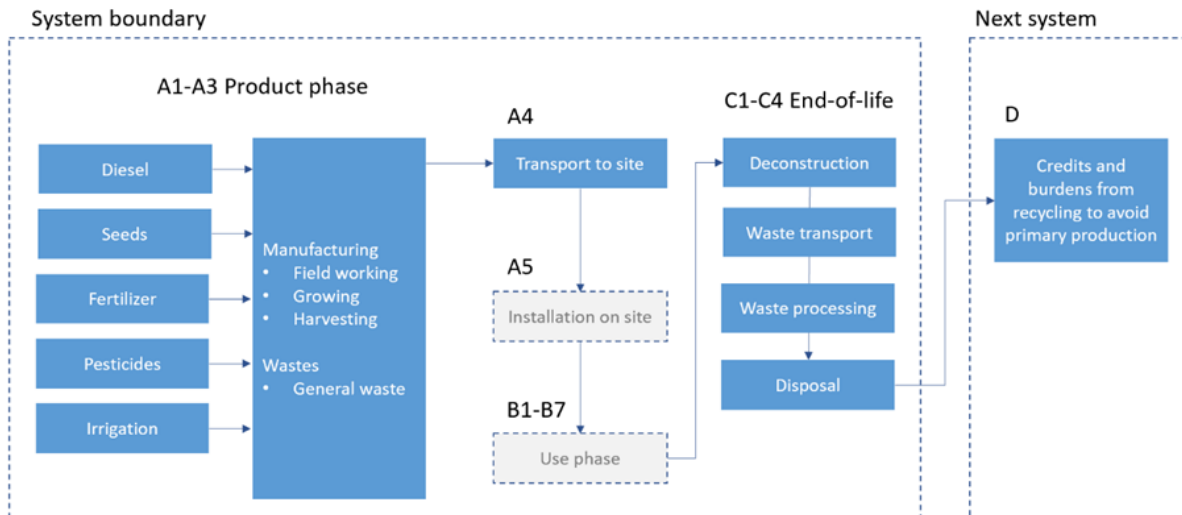 System boundary
Next system
A1-A3 Product phase
Diesel
Seeds
Fertilizer
Pesticides
Irrigation
Manufacturing
• Field working
• Growing
• Harvesting
Wastes
• General waste
A4
Transport to site
A5
Installation on site
B1-B7
Use phase
C1-C4 End-of-life
Deconstruction
Waste transport
Waste processing
Disposal
D
Credits and
burdens from
recycling to avoid
primary production